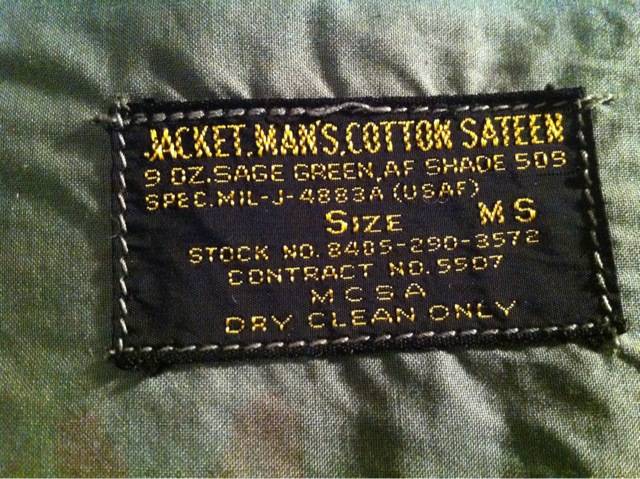 JACKET, MAN'S, COTTON SATEEN
9 OZ. SAGE GREEN, AF SHADE 509
SPEC. MIL-J-4883A (USAF)
SIZE MS
STOCK NO. 8405-290-3572
CONTRACT NO. 5507
MCSA
DRY CLEAN ONLY